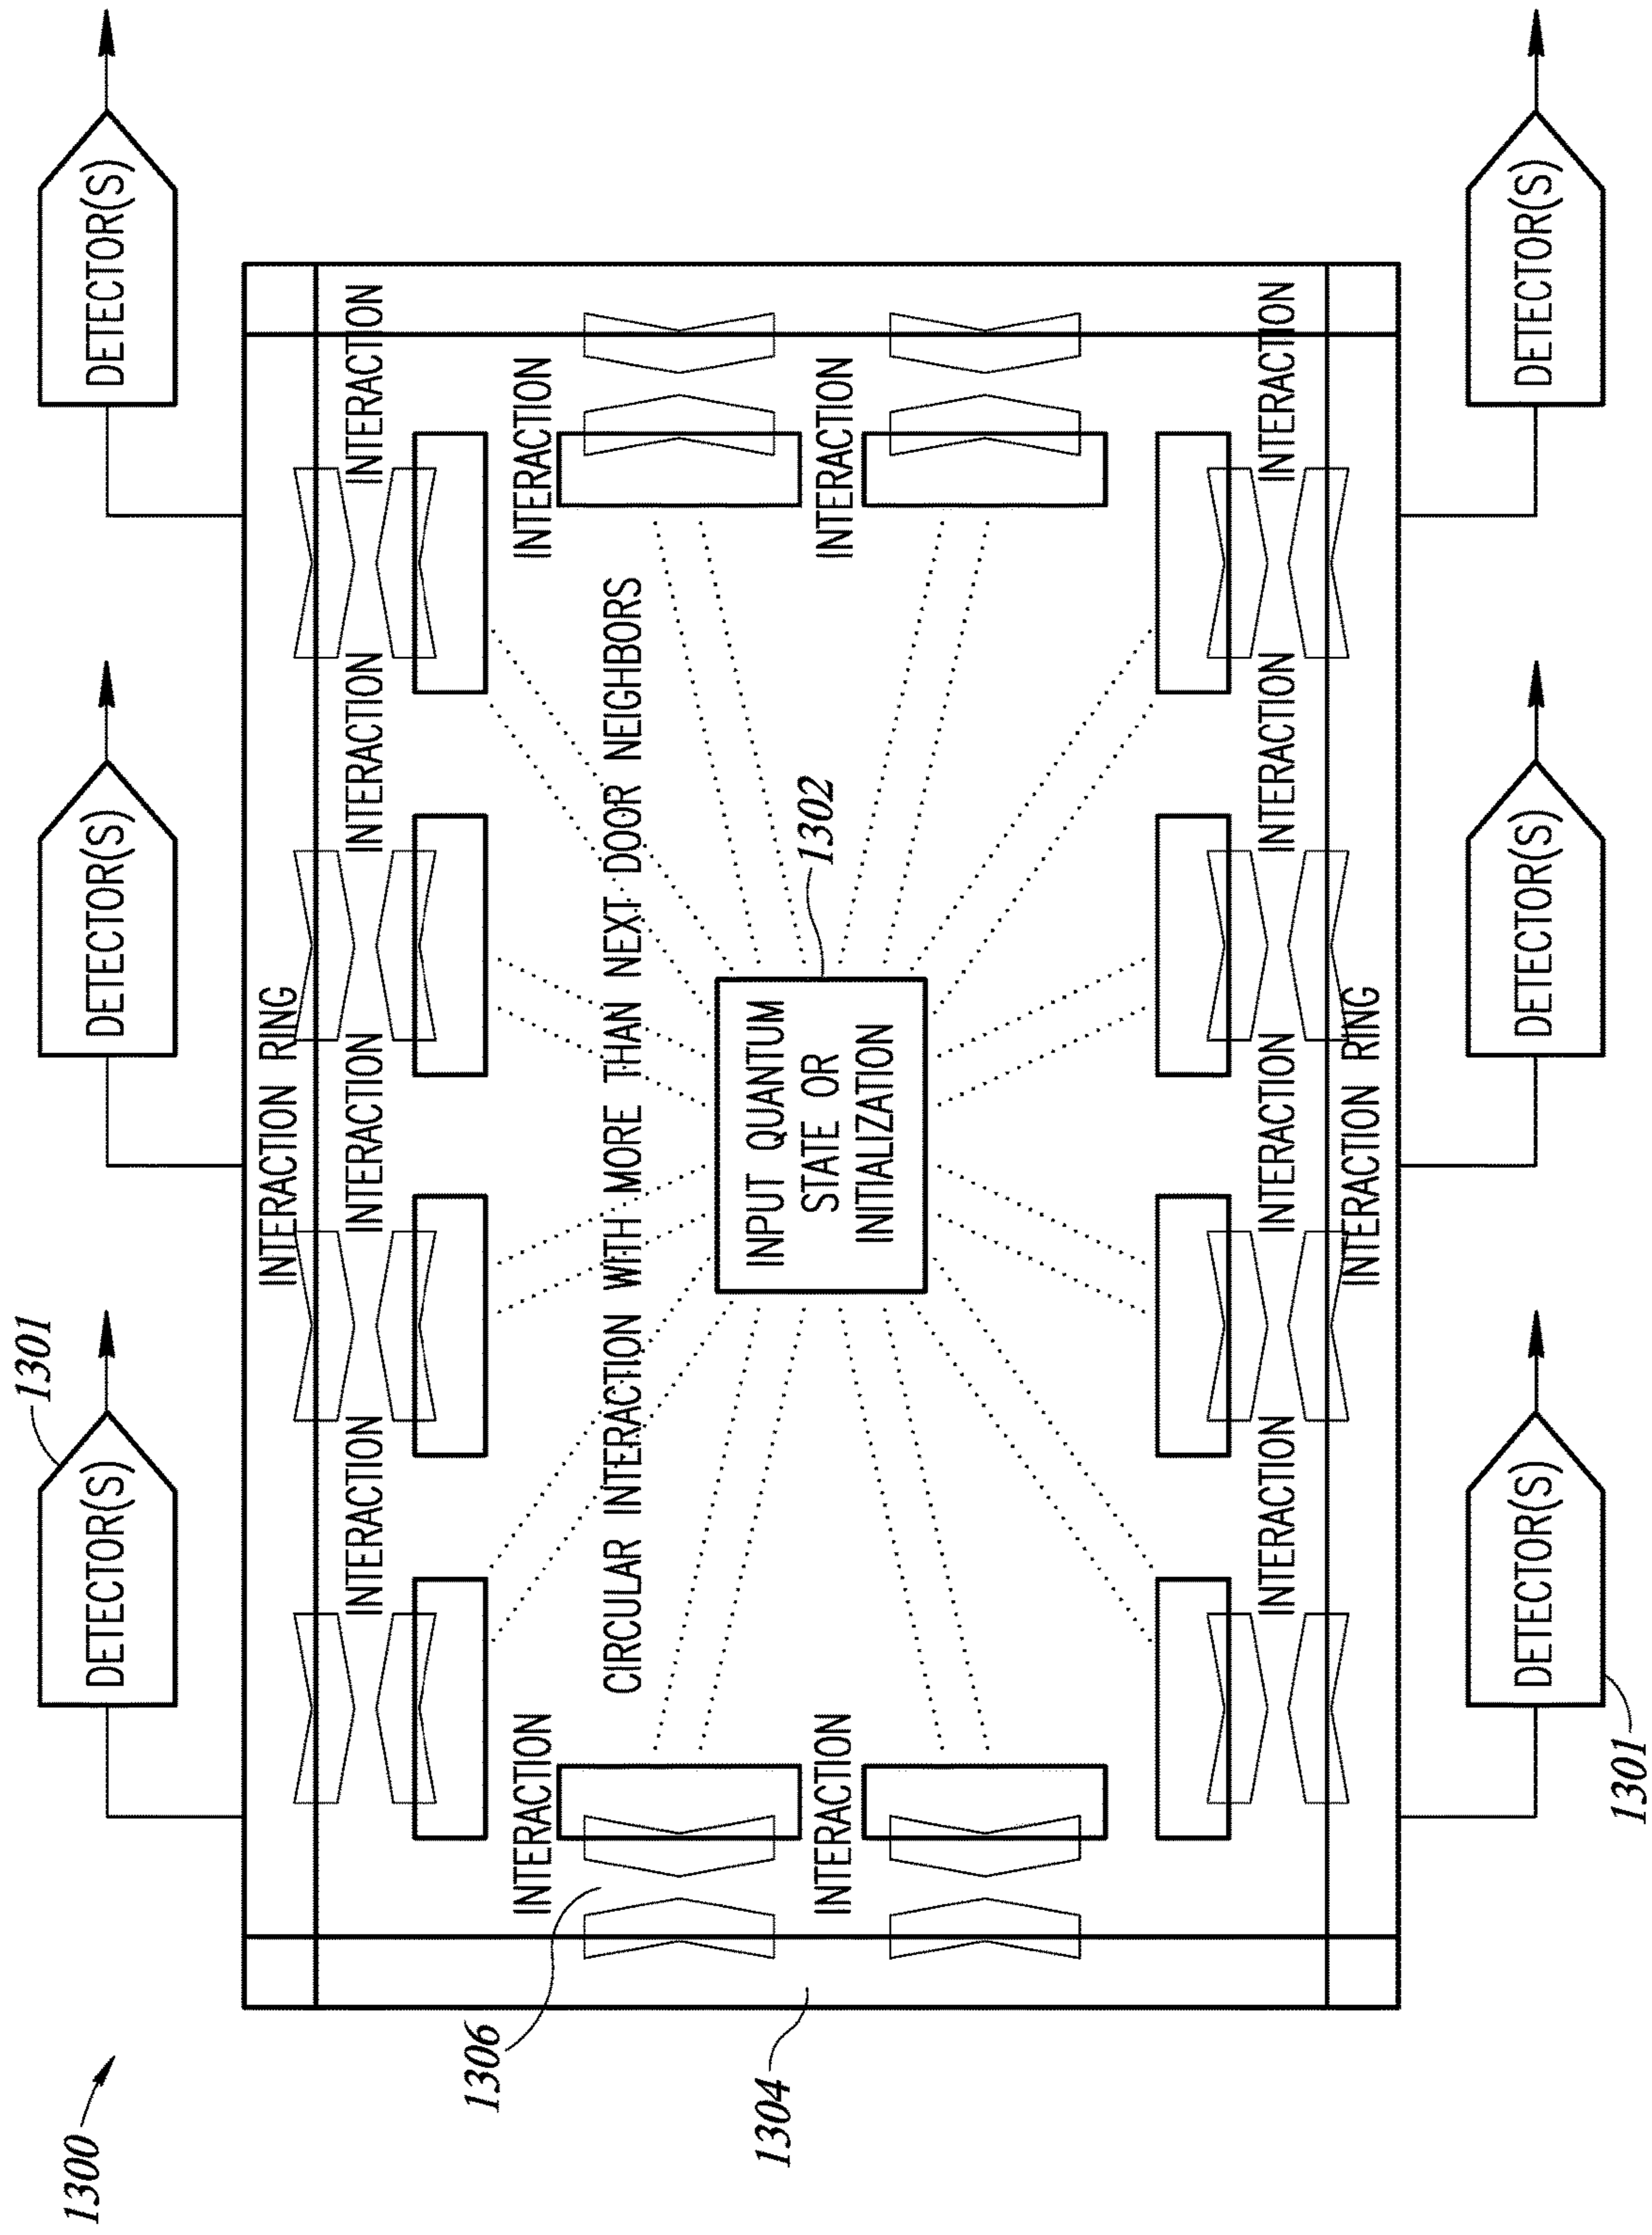 1301
1300
DETECTOR(S)
DETECTOR(S)
DETECTOR(S)
INTERACTION RING
INTERACTION
INTERACTION
INTERACTION
INTERACTION
1306
INTERACTION
INTERACTION
CIRCULAR INTERACTION WITH MORE THAN NEXT DOOR NEIGHBORS
1304
INPUT QUANTUM
STATE OR
INITIALIZATION
1302
INTERACTION
INTERACTION
INTERACTION
INTERACTION
INTERACTION
INTERACTION
INTERACTION RING
DETECTOR(S)
DETECTOR(S)
DETECTOR(S)
1301